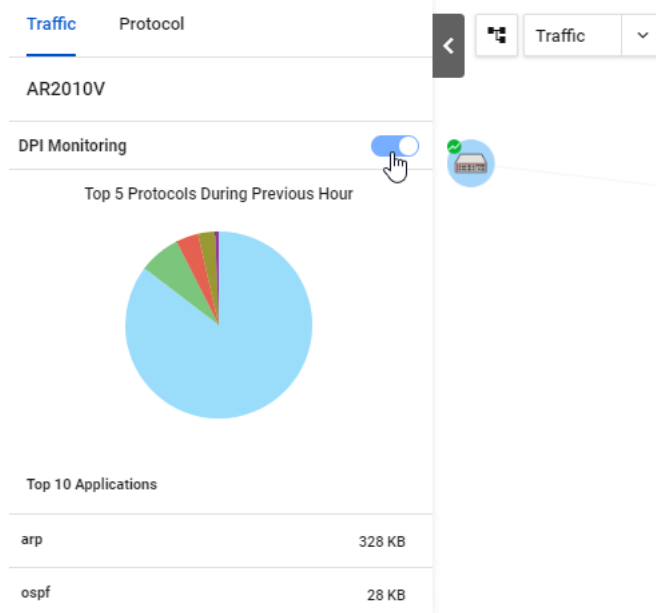 Traffic Protocol
Traffic
AR2010V
DPI Monitoring
Top 5 Protocols During Previous Hour
Top 10 Applications
arp 328 KB
ospf 28 KB